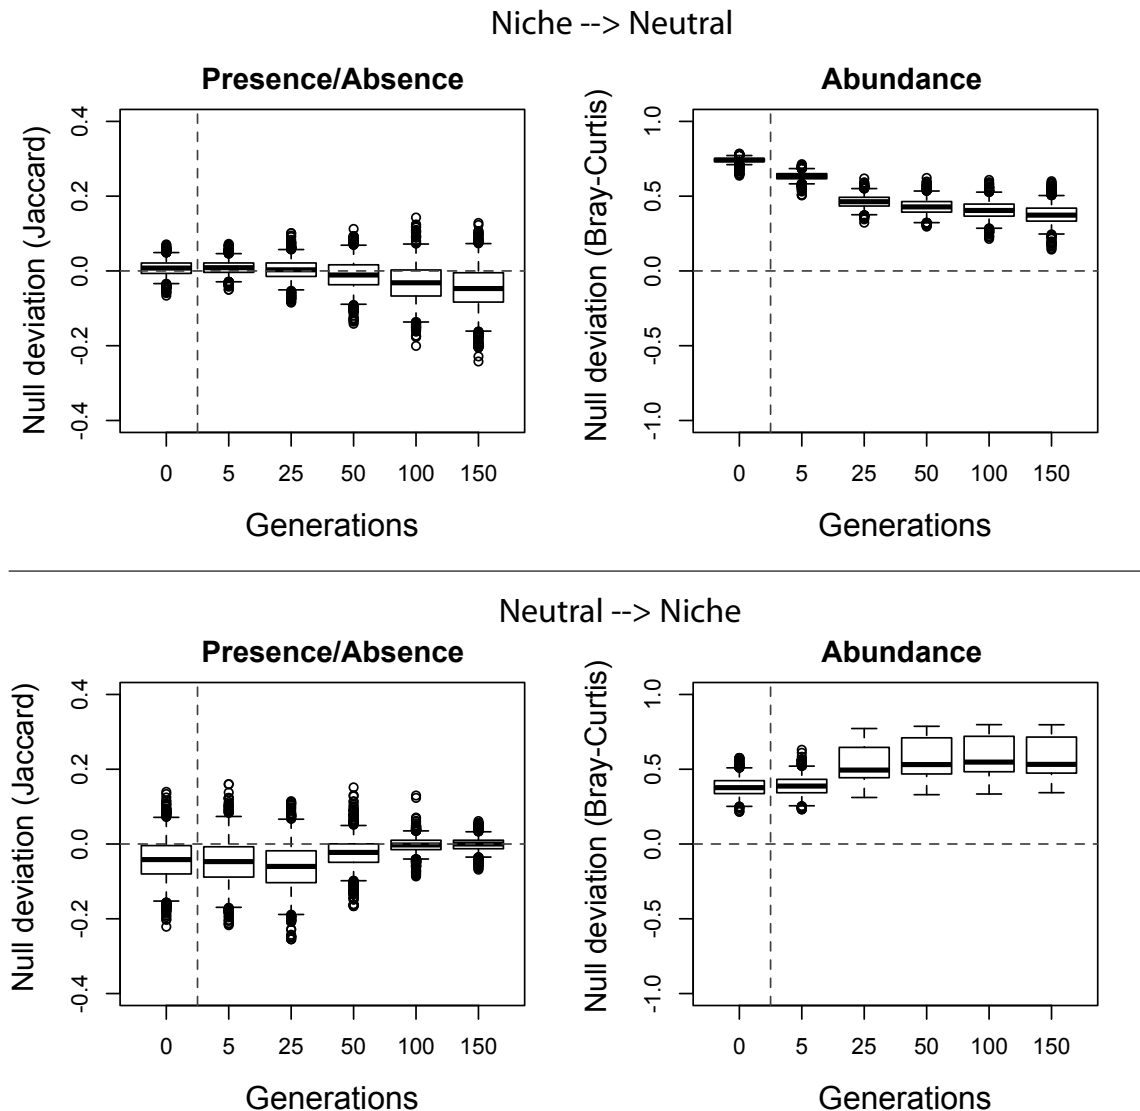 Niche --> Neutral
Presence/Absence
Null deviation (Jaccard)
0.4
0.2
0.0
-0.2
-0.4
0 5 25 50 100 150
Generations
Abundance
Null deviation (Bray-Curtis)
1.0
0.5
0.0
-0.5
-1.0
0 5 25 50 100 150
Generations
Neutral --> Niche
Presence/Absence
Null deviation (Jaccard)
0.4
0.2
0.0
-0.2
-0.4
0 5 25 50 100 150
Generations
Abundance
Null deviation (Bray-Curtis)
1.0
0.5
0.0
-0.5
-1.0
0 5 25 50 100 150
Generations